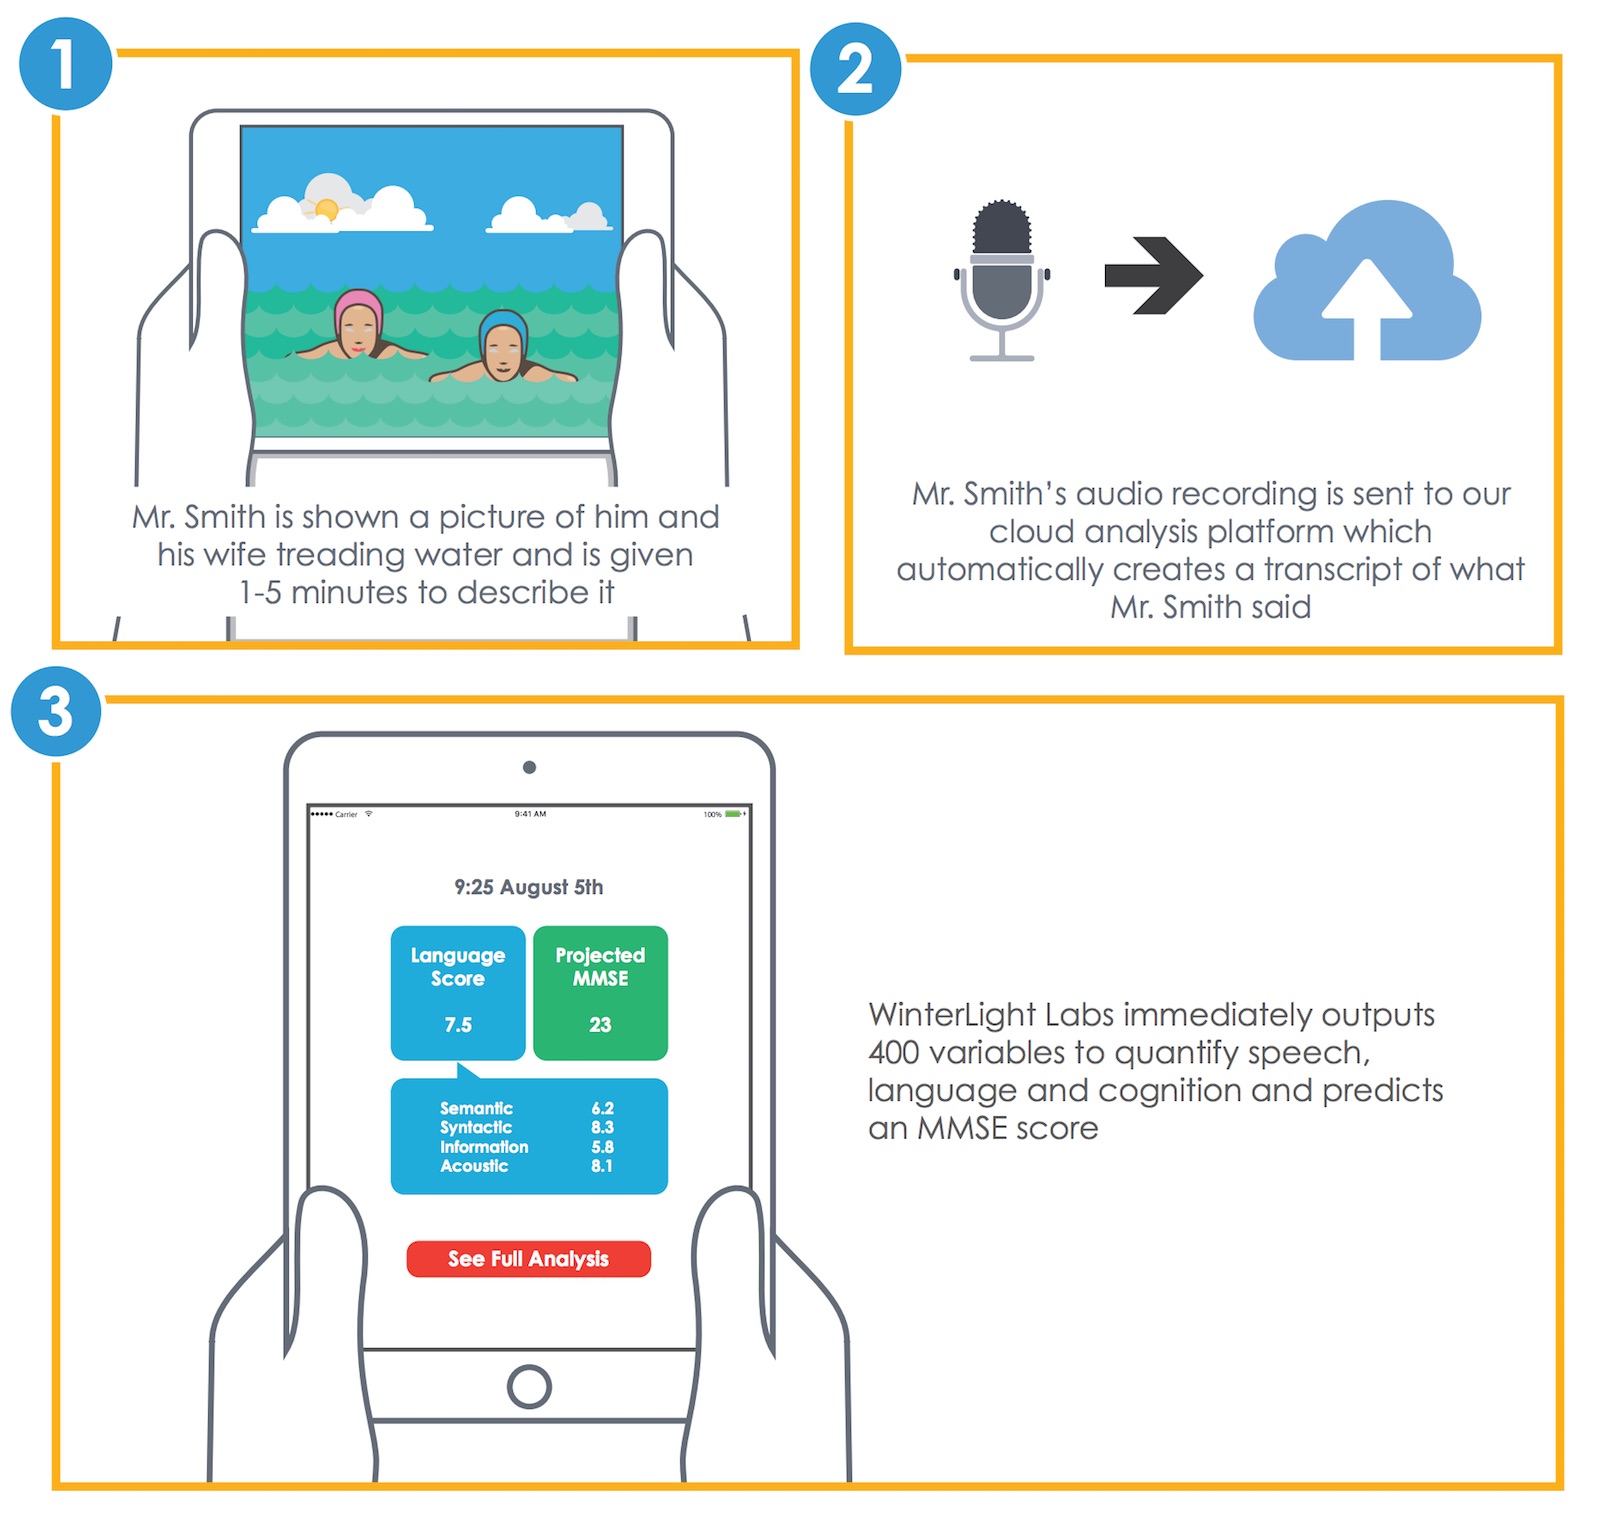 1
Mr. Smith is shown a picture of him and
his wife treading water and is given
1-5 minutes to describe it
2
Mr. Smith's audio recording is sent to our
cloud analysis platform which
automatically creates a transcript of what
Mr. Smith said
3
Carrier 9:41 AM 100%
9:25 August 5th
Language
Score
7.5
Projected
MMSE
23
Semantic 6.2
Syntactic 8.3
Information 5.8
Acoustic 8.1
See Full Analysis
WinterLight Labs immediately outputs
400 variables to quantify speech,
language and cognition and predicts
an MMSE score